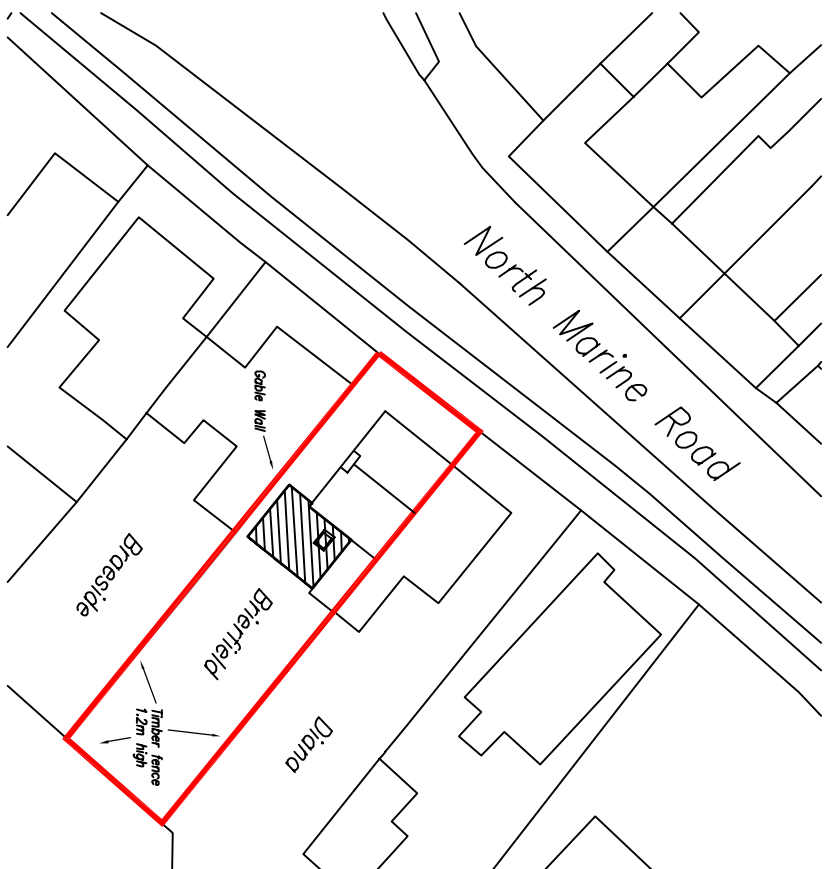 North Marine Road
Gable Wall
Braeside
Brierfield
Diana
Timber fence
1.2m high